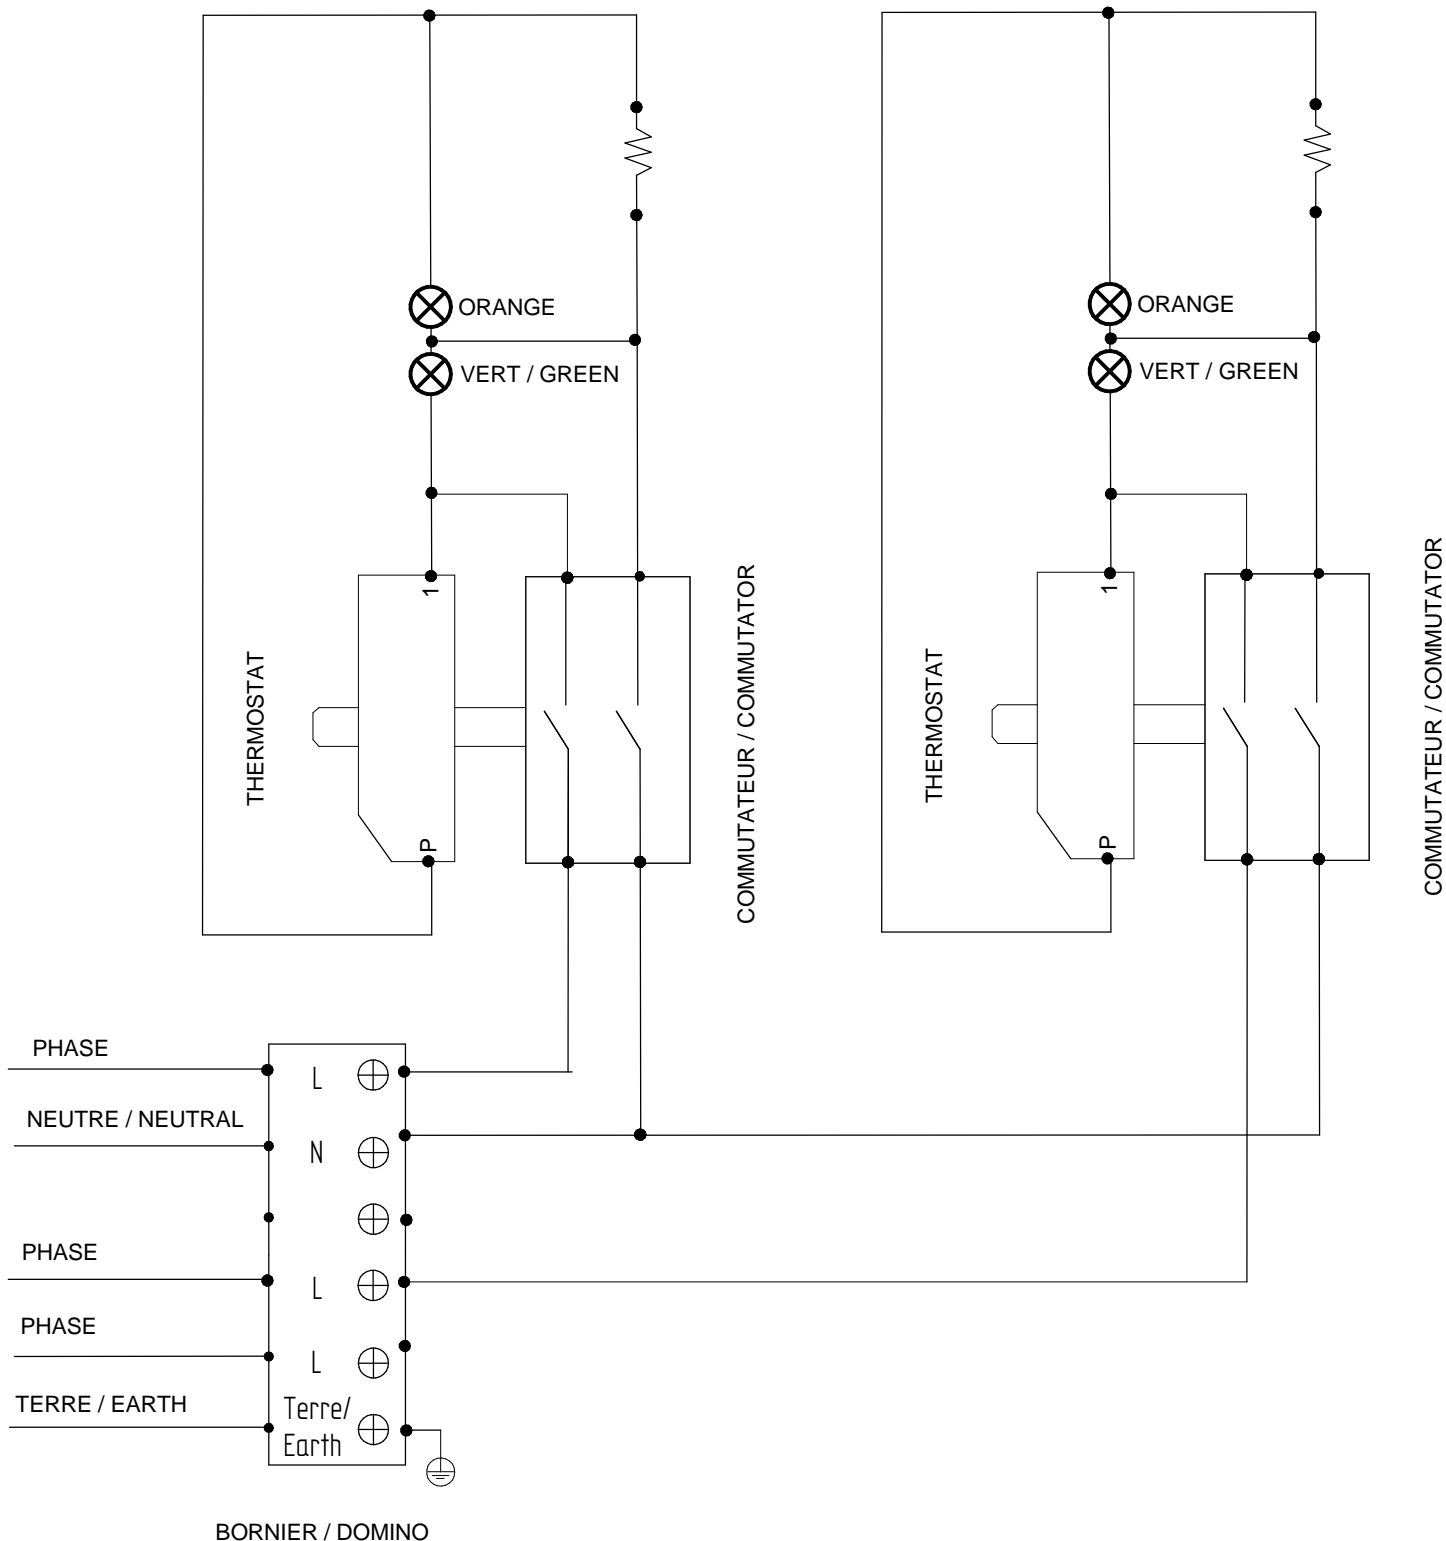 ORANGE
VERT / GREEN
1
THERMOSTAT
P
COMMUTATEUR / COMMUTATOR
ORANGE
VERT / GREEN
1
THERMOSTAT
P
COMMUTATEUR / COMMUTATOR
PHASE
L
NEUTRE / NEUTRAL
N
PHASE
L
PHASE
L
TERRE / EARTH
Terre/
Earth
BORNIER / DOMINO